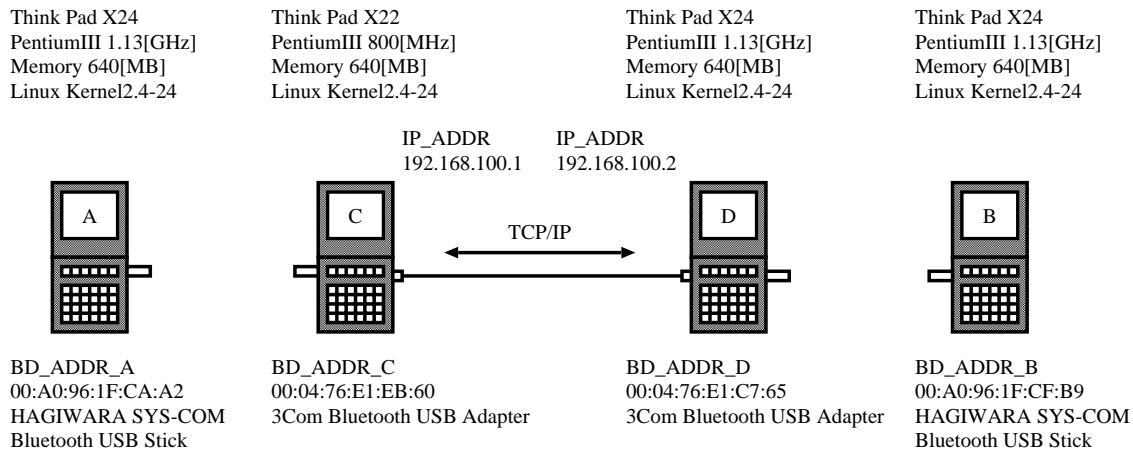 Think Pad X24
PentiumIII 1.13[GHz]
Memory 640[MB]
Linux Kernel2.4-24
Think Pad X22
PentiumIII 800[MHz]
Memory 640[MB]
Linux Kernel2.4-24
Think Pad X24
PentiumIII 1.13[GHz]
Memory 640[MB]
Linux Kernel2.4-24
Think Pad X24
PentiumIII 1.13[GHz]
Memory 640[MB]
Linux Kernel2.4-24
IP_ADDR
192.168.100.1
IP_ADDR
192.168.100.2
A
C
TCP/IP
D
B
BD_ADDR_A
00:A0:96:1F:CA:A2
HAGIWARA SYS-COM
Bluetooth USB Stick
BD_ADDR_C
00:04:76:E1:EB:60
3Com Bluetooth USB Adapter
BD_ADDR_D
00:04:76:E1:C7:65
3Com Bluetooth USB Adapter
BD_ADDR_B
00:A0:96:1F:CF:B9
HAGIWARA SYS-COM
Bluetooth USB Stick